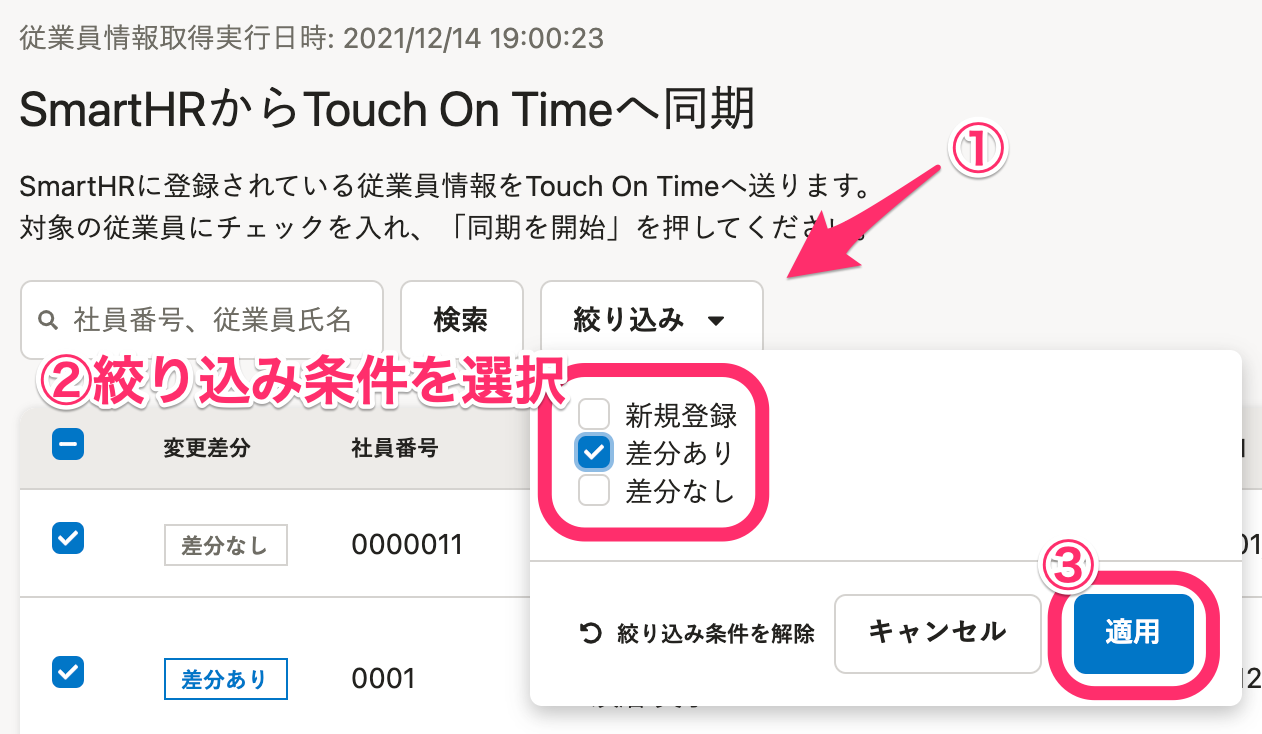 従業員情報取得実行日時: 2021/12/14 19:00:23
SmartHRからTouch On Timeへ同期
①
SmartHRに登録されている従業員情報をTouch On Timeへ送ります。
対象の従業員にチェックを入れ、「同期を開始」を押してください。
社員番号、従業員氏名
検索
絞り込み
②絞り込み条件を選択
新規登録
差分あり
差分なし
変更差分
社員番号
差分なし
0000011
01
③
絞り込み条件を解除
キャンセル
適用
差分あり
0001
12